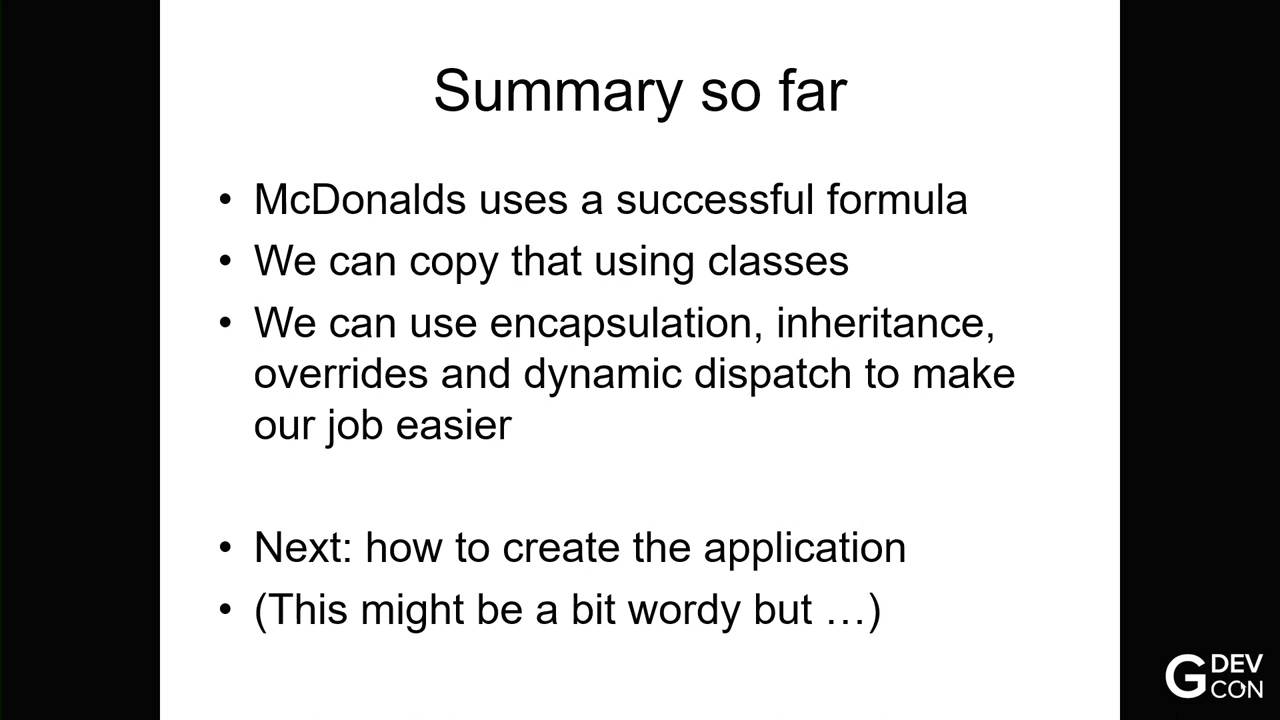 Summary so far
• McDonalds uses a successful formula
• We can copy that using classes
• We can use encapsulation, inheritance,
overrides and dynamic dispatch to make
our job easier
• Next: how to create the application
• (This might be a bit wordy but …)
G DEV
CON